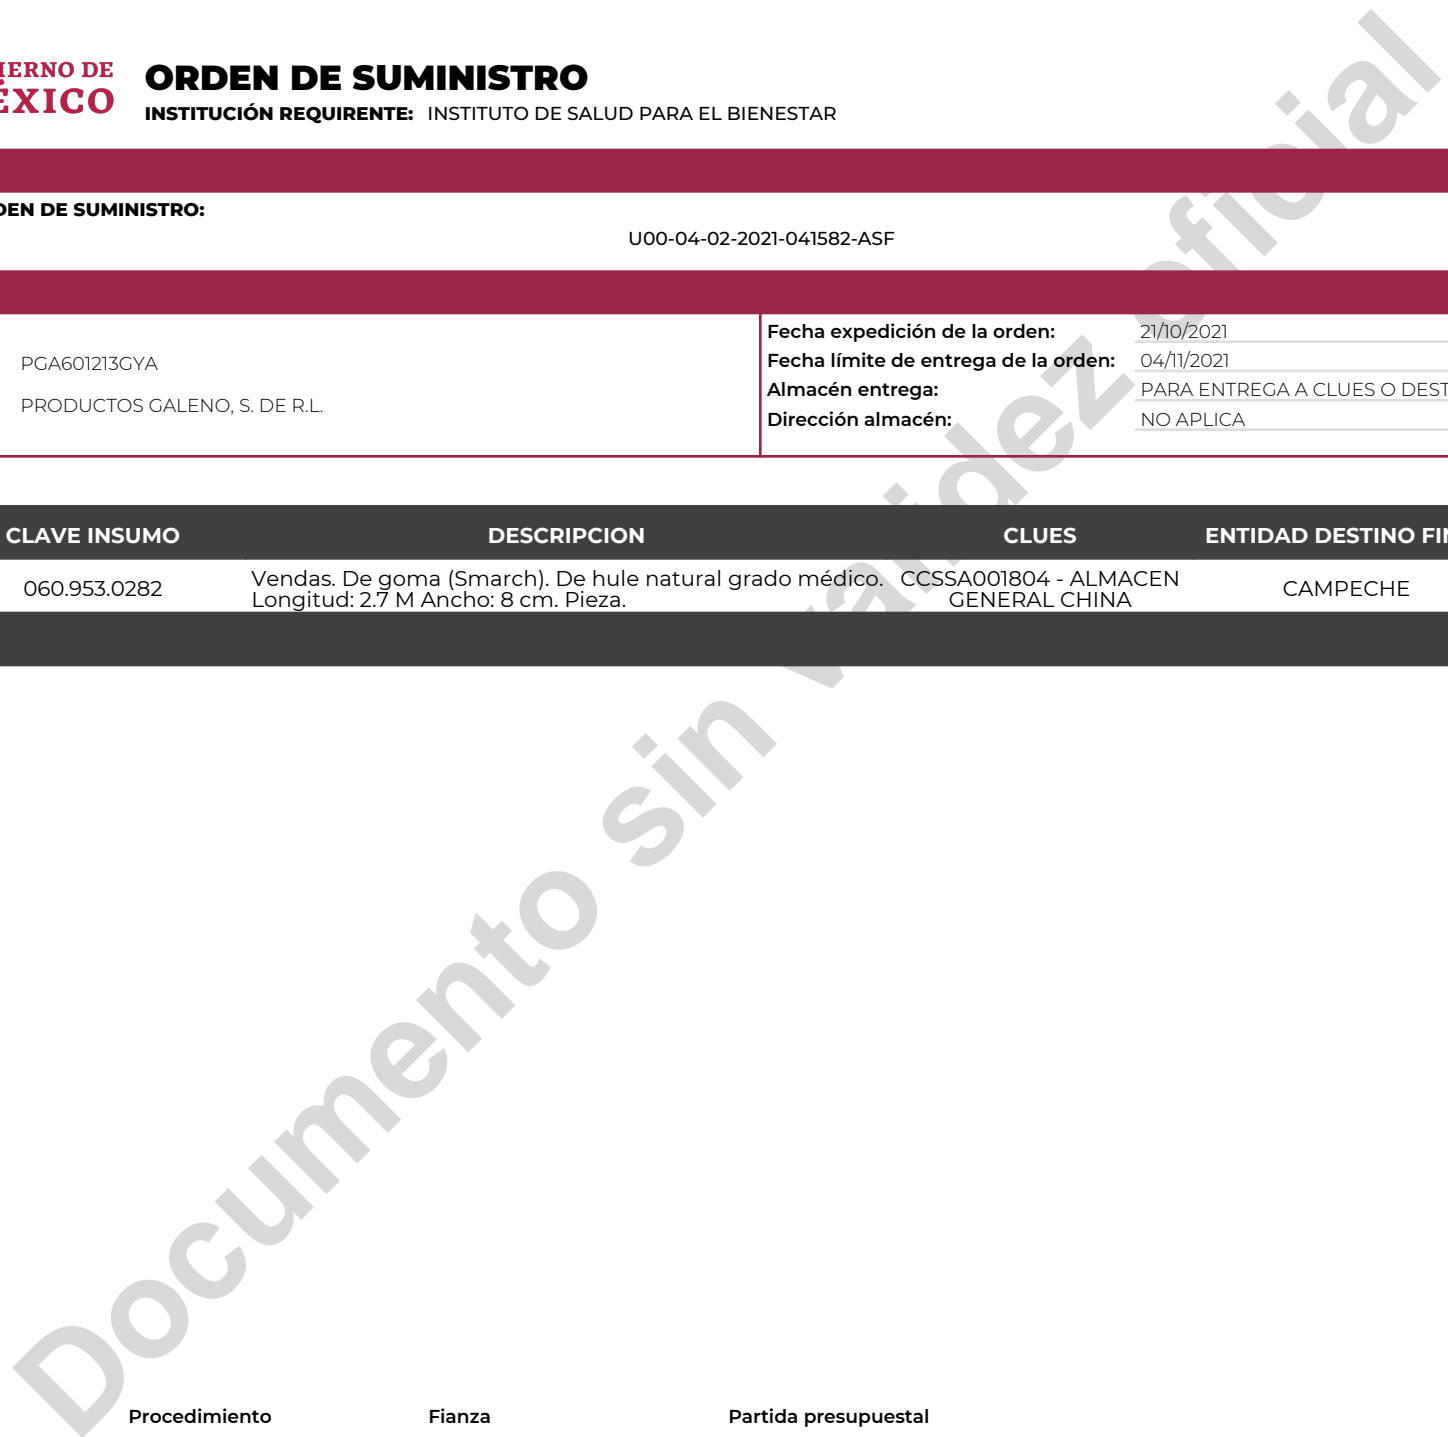 IERNO DE
ÉXICO
ORDEN DE SUMINISTRO
INSTITUCIÓN REQUIRENTE: INSTITUTO DE SALUD PARA EL BIENESTAR
DEN DE SUMINISTRO:
U00-04-02-2021-041582-ASF
PGA601213GYA
PRODUCTOS GALENO, S. DE R.L.
Fecha expedición de la orden: 21/10/2021
Fecha límite de entrega de la orden: 04/11/2021
Almacén entrega: PARA ENTREGA A CLUES O DEST
Dirección almacén: NO APLICA
CLAVE INSUMO DESCRIPCION CLUES ENTIDAD DESTINO FIN
060.953.0282
Vendas. De goma (Smarch). De hule natural grado médico.
Longitud: 2.7 M Ancho: 8 cm. Pieza.
CCSSA001804 - ALMACEN
GENERAL CHINA
CAMPECHE
Documento sin validez oficial
Procedimiento Fianza Partida presupuestal